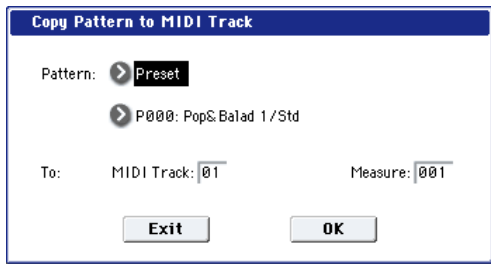 Copy Pattern to MIDI Track
Pattern: Preset
P000: Pop&Balad 1/Std
To: MIDI Track: 01 Measure: 001
Exit OK